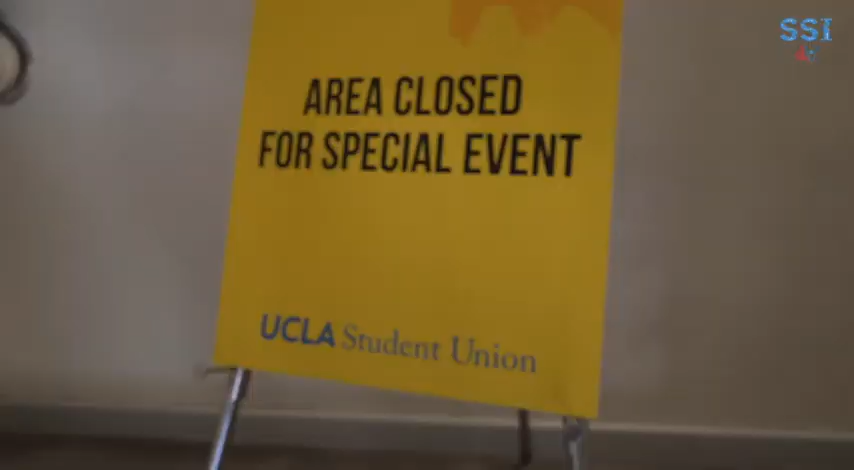 SSI
AREA CLOSED
FOR SPECIAL EVENT
UCLA Student Union